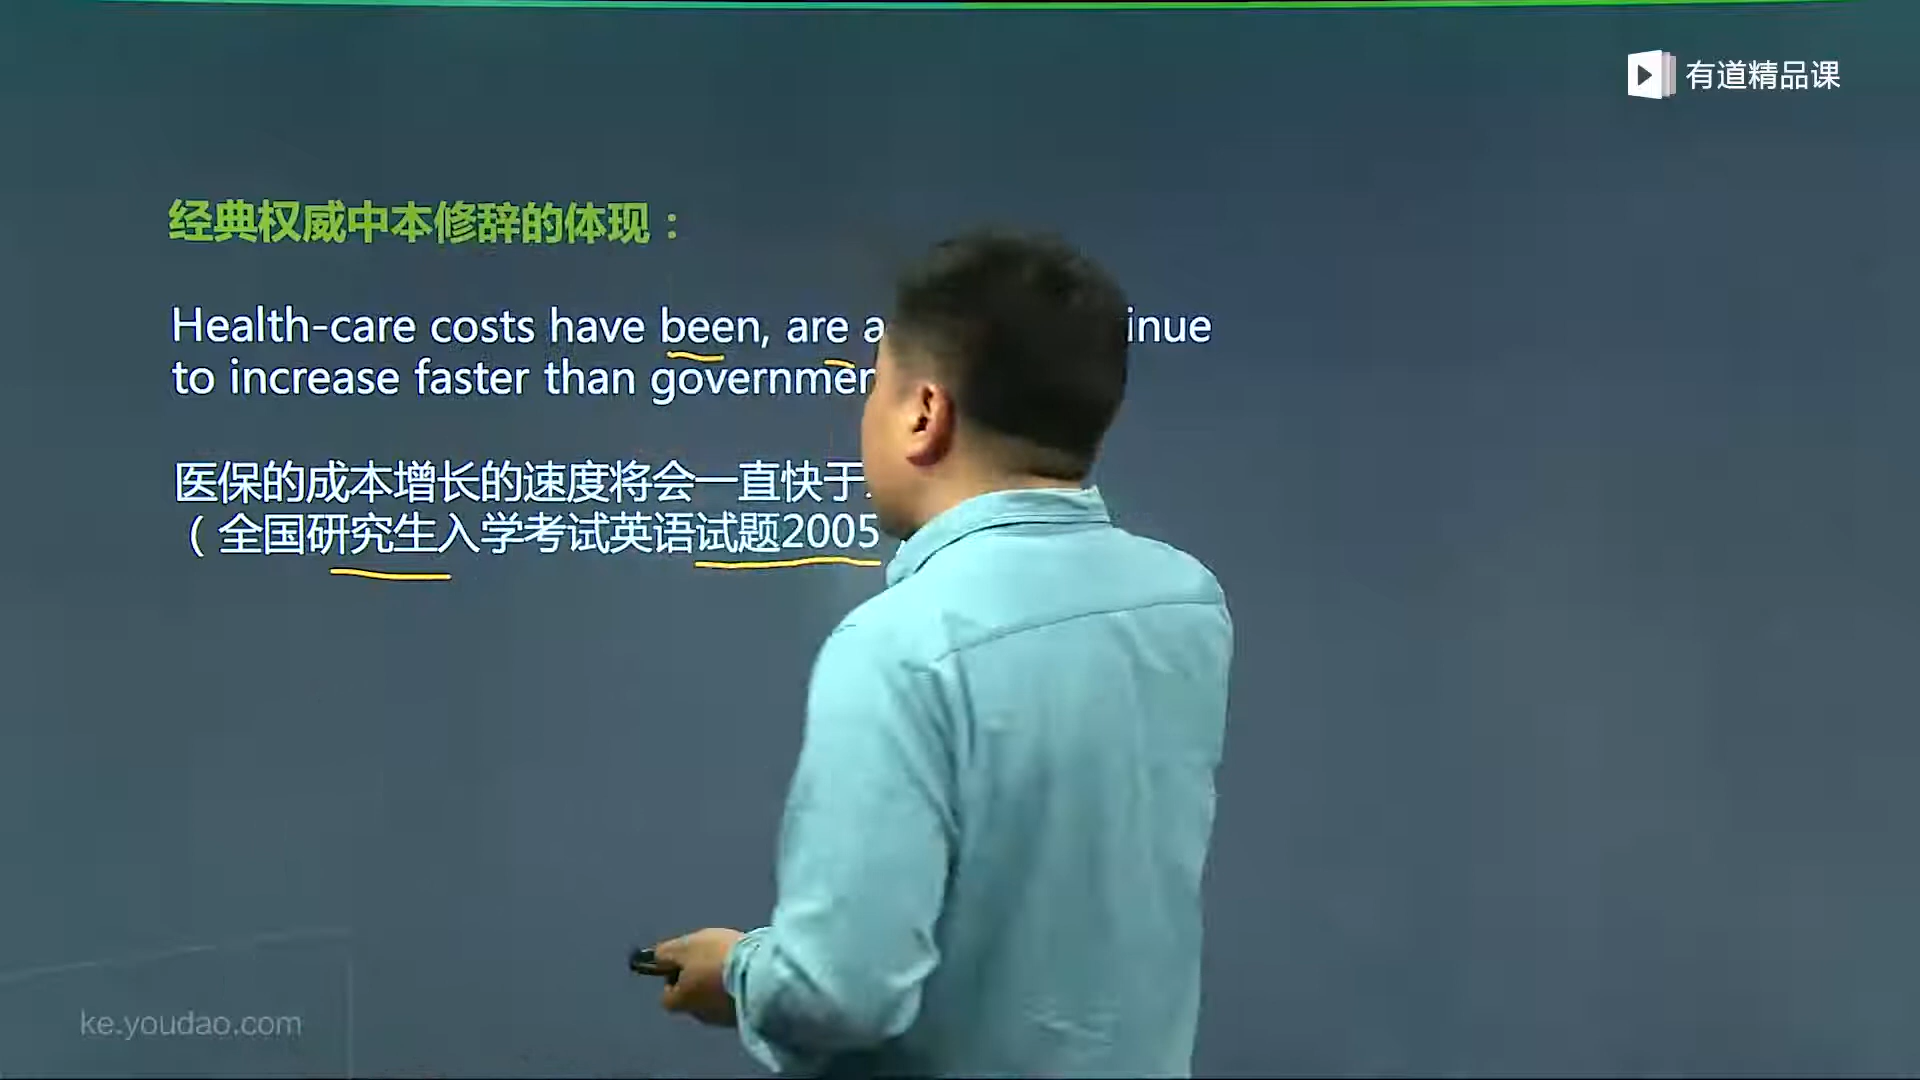 有道精品课
经典权威中本修辞的体现：
Health-care costs have been, are
to increase faster than
医保的成本增长的速度将会一直快于
（全国研究生入学考试英语试题2005
ke.youdao.com